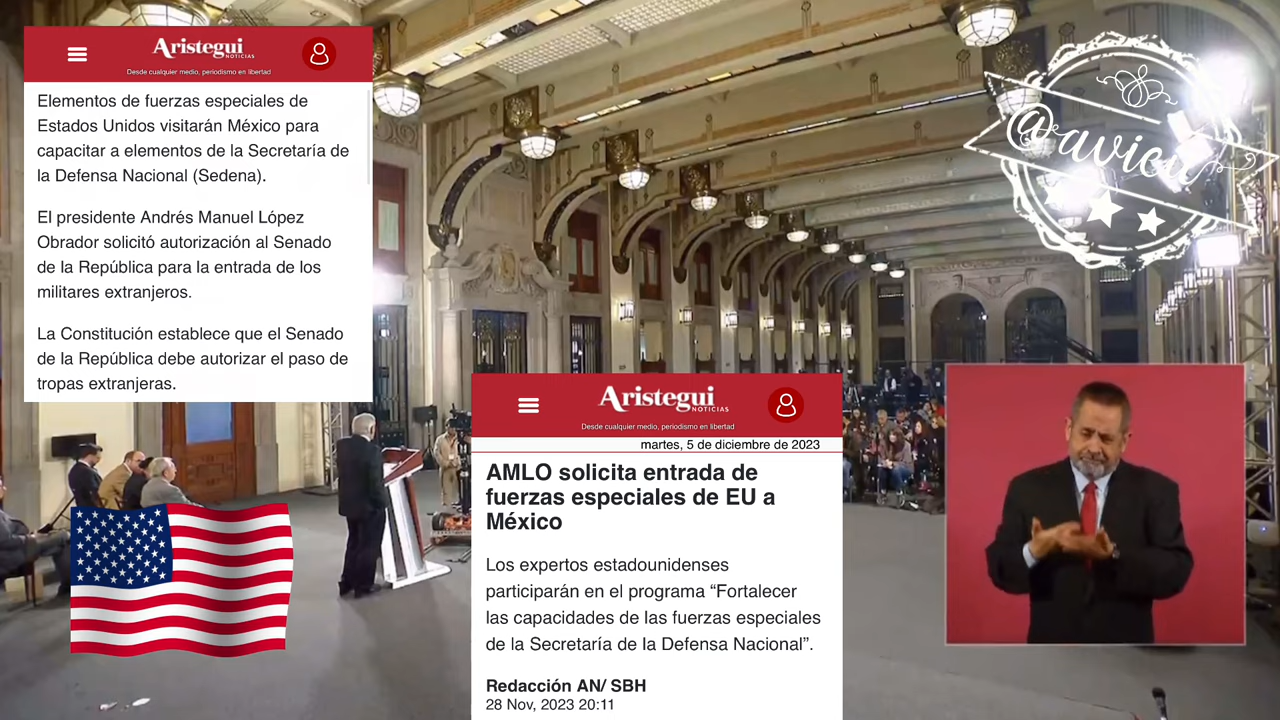 Aristegui
NOTICIAS
Desde cualquier medio, periodismo en libertad
Elementos de fuerzas especiales de
Estados Unidos visitarán México para
capacitar a elementos de la Secretaría de
la Defensa Nacional (Sedena).
El presidente Andrés Manuel López
Obrador solicitó autorización al Senado
de la República para la entrada de los
militares extranjeros.
La Constitución establece que el Senado
de la República debe autorizar el paso de
tropas extranjeras.
Aristegui
NOTICIAS
Desde cualquier medio, periodismo en libertad
martes, 5 de diciembre de 2023
AMLO solicita entrada de
fuerzas especiales de EU a
México
Los expertos estadounidenses
participarán en el programa “Fortalecer
las capacidades de las fuerzas especiales
de la Secretaría de la Defensa Nacional”.
Redacción AN/ SBH
28 Nov, 2023 20:11